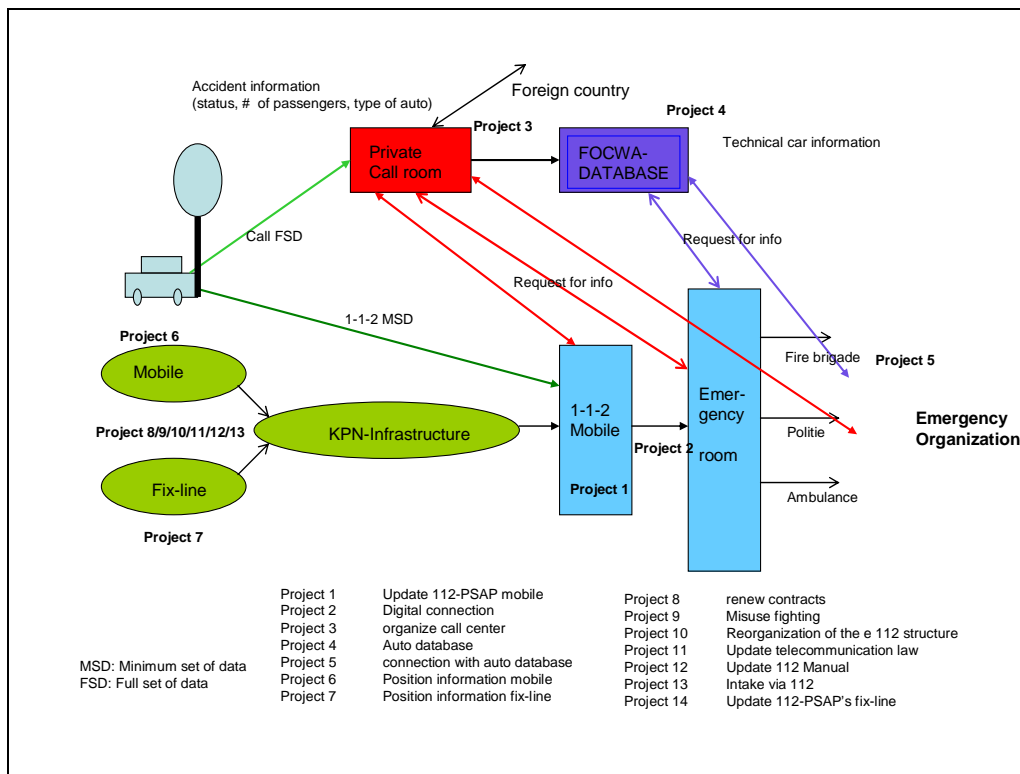 Accident information
(status, # of passengers, type of auto)
Foreign country
Project 3
Project 4
Private
Call room
FOCWA-
DATABASE
Technical car information
Call FSD
Request for info
Request for info
1-1-2 MSD
Project 6
Mobile
Fire brigade
Project 5
Project 8/9/10/11/12/13
KPN-Infrastructure
1-1-2
Mobile
Project 2
Emer-
gency
room
Politie
Emergency
Organization
Fix-line
Project 1
Ambulance
Project 7
Project 1 Update 112-PSAP mobile
Project 2 Digital connection
Project 3 organize call center
Project 4 Auto database
Project 5 connection with auto database
Project 6 Position information mobile
Project 7 Position information fix-line
Project 8 renew contracts
Project 9 Misuse fighting
Project 10 Reorganization of the e 112 structure
Project 11 Update telecommunication law
Project 12 Update 112 Manual
Project 13 Intake via 112
Project 14 Update 112-PSAP's fix-line
MSD: Minimum set of data
FSD: Full set of data